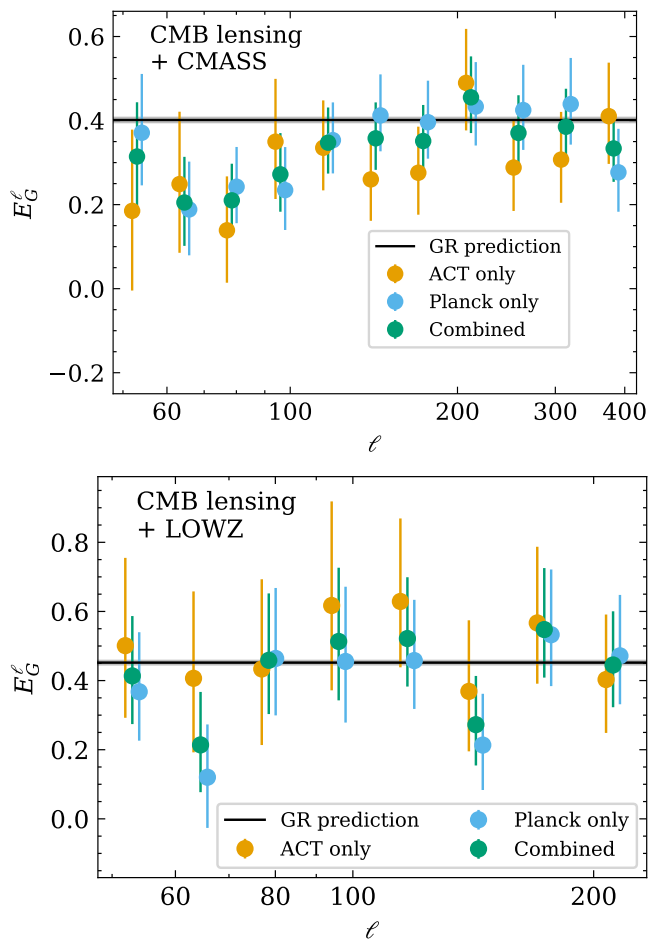 CMB lensing
+ CMASS
0.6
0.4
0.2
0.0
−0.2
E_G^ℓ
GR prediction
ACT only
Planck only
Combined
60 100 200 300 400
ℓ
CMB lensing
+ LOWZ
0.8
0.6
0.4
0.2
0.0
E_G^ℓ
GR prediction Planck only
ACT only Combined
60 80 100 200
ℓ